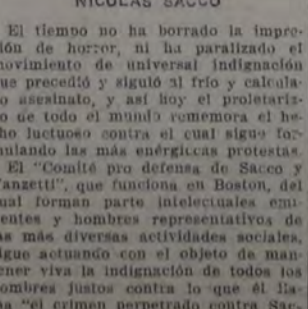 NICOLAS SACCO
El tiempo no ha borrado la impre-
ión de horror, ni ha paralizado el
ovimiento de universal indignación
ue precedió y siguió al frío y calcula-
o asesinato, y así hoy el proletariz-
o de todo el mundo rememora el he-
ho luctuoso contra el cual sigue for-
ulando las más enérgicas protestas.
El "Comité pro defensa de Sacco y
anzetti", que funciona en Boston, del
ual forman parte intelectuales emi-
entes y hombres representativos de
as más diversas actividades sociales,
igue actuando con el objeto de man-
ener viva la indignación de todos los
ombres justos contra lo que él lla-
a "el crimen perpetrado contra Sac-